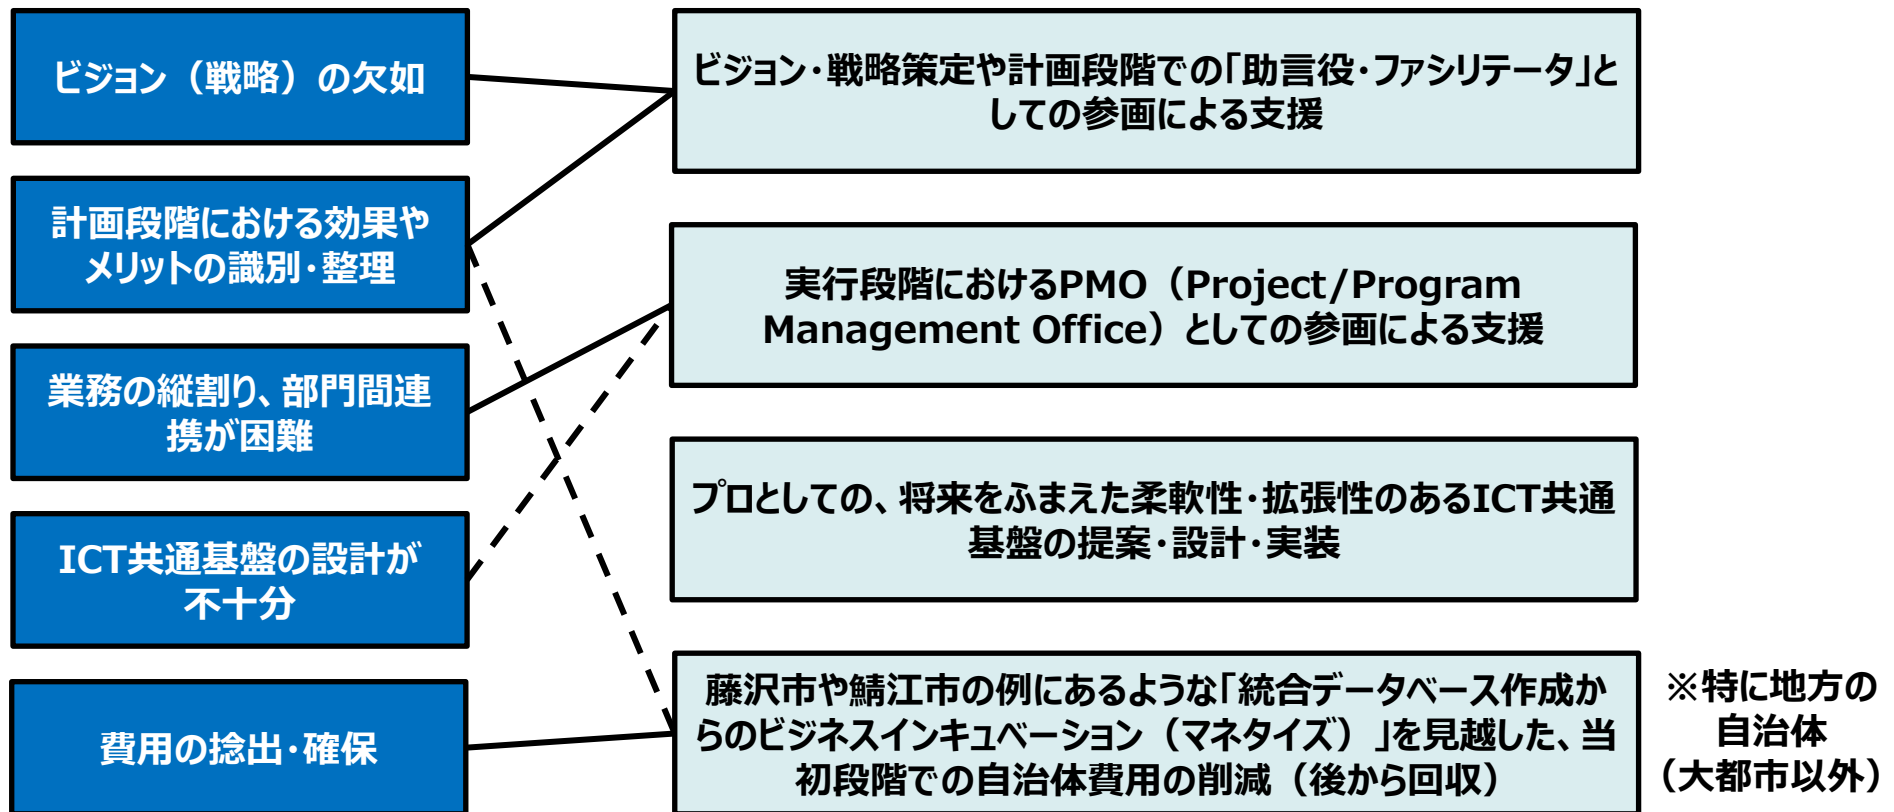 ビジョン（戦略）の欠如
計画段階における効果や
メリットの識別・整理
業務の縦割り、部門間連
携が困難
ICT共通基盤の設計が
不十分
費用の捻出・確保
ビジョン・戦略策定や計画段階での「助言役・ファシリテータ」と
しての参画による支援
実行段階におけるPMO（Project/Program
Management Office）としての参画による支援
プロとしての、将来をふまえた柔軟性・拡張性のあるICT共通
基盤の提案・設計・実装
藤沢市や鯖江市の例にあるような「統合データベース作成か
らのビジネスインキュベーション（マネタイズ）」を見越した、当
初段階での自治体費用の削減（後から回収）
※特に地方の
自治体
（大都市以外）